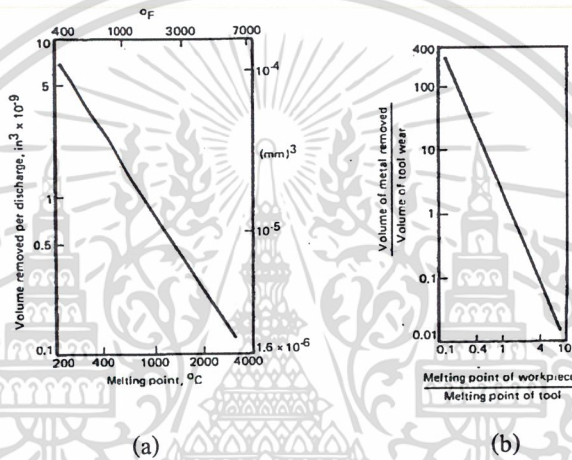 °F
400 1000 3000 7000
10
5
1
0.5
0.1
Volume removed per discharge, in³ x 10⁻⁹
10⁻⁴
(mm)³
10⁻⁵
1.6 x 10⁻⁶
200 400 1000 2000 4000
Melting point, °C
(a)
400
100
10
1
0.1
0.01
Volume of metal removed
Volume of tool wear
0.1 0.4 1 4 10
Melting point of workpiece
Melting point of tool
(b)